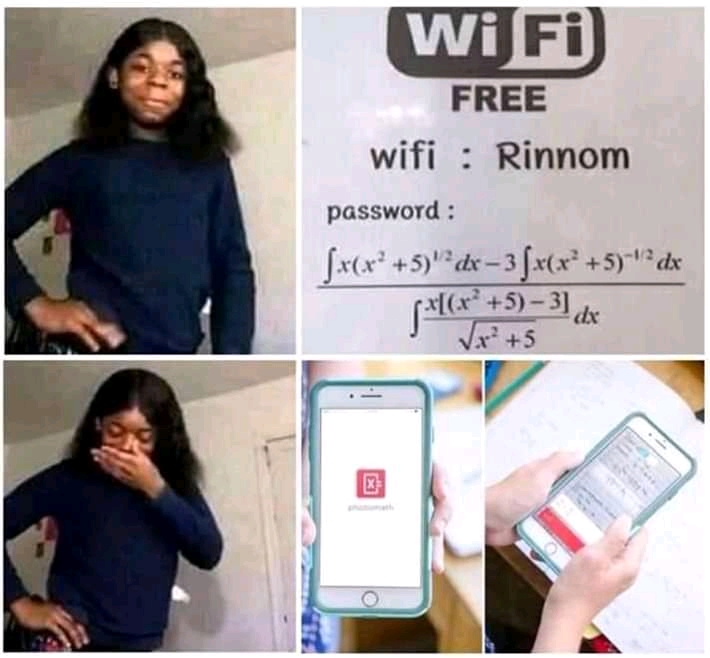 WiFi
FREE
wifi : Rinnom
password :
∫x(x² +5)^1/2 dx – 3 ∫x(x² +5)^-1/2 dx
∫ x[(x² +5) – 3] / √x² +5 dx
photomath